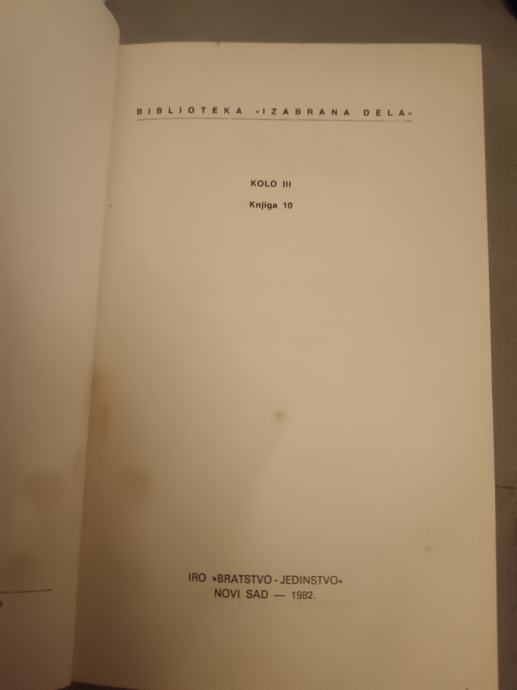 BIBLIOTEKA »IZABRANA DELA»
KOLO III
Knjiga 10
IRO »BRATSTVO-JEDINSTVO»
NOVI SAD — 1982.